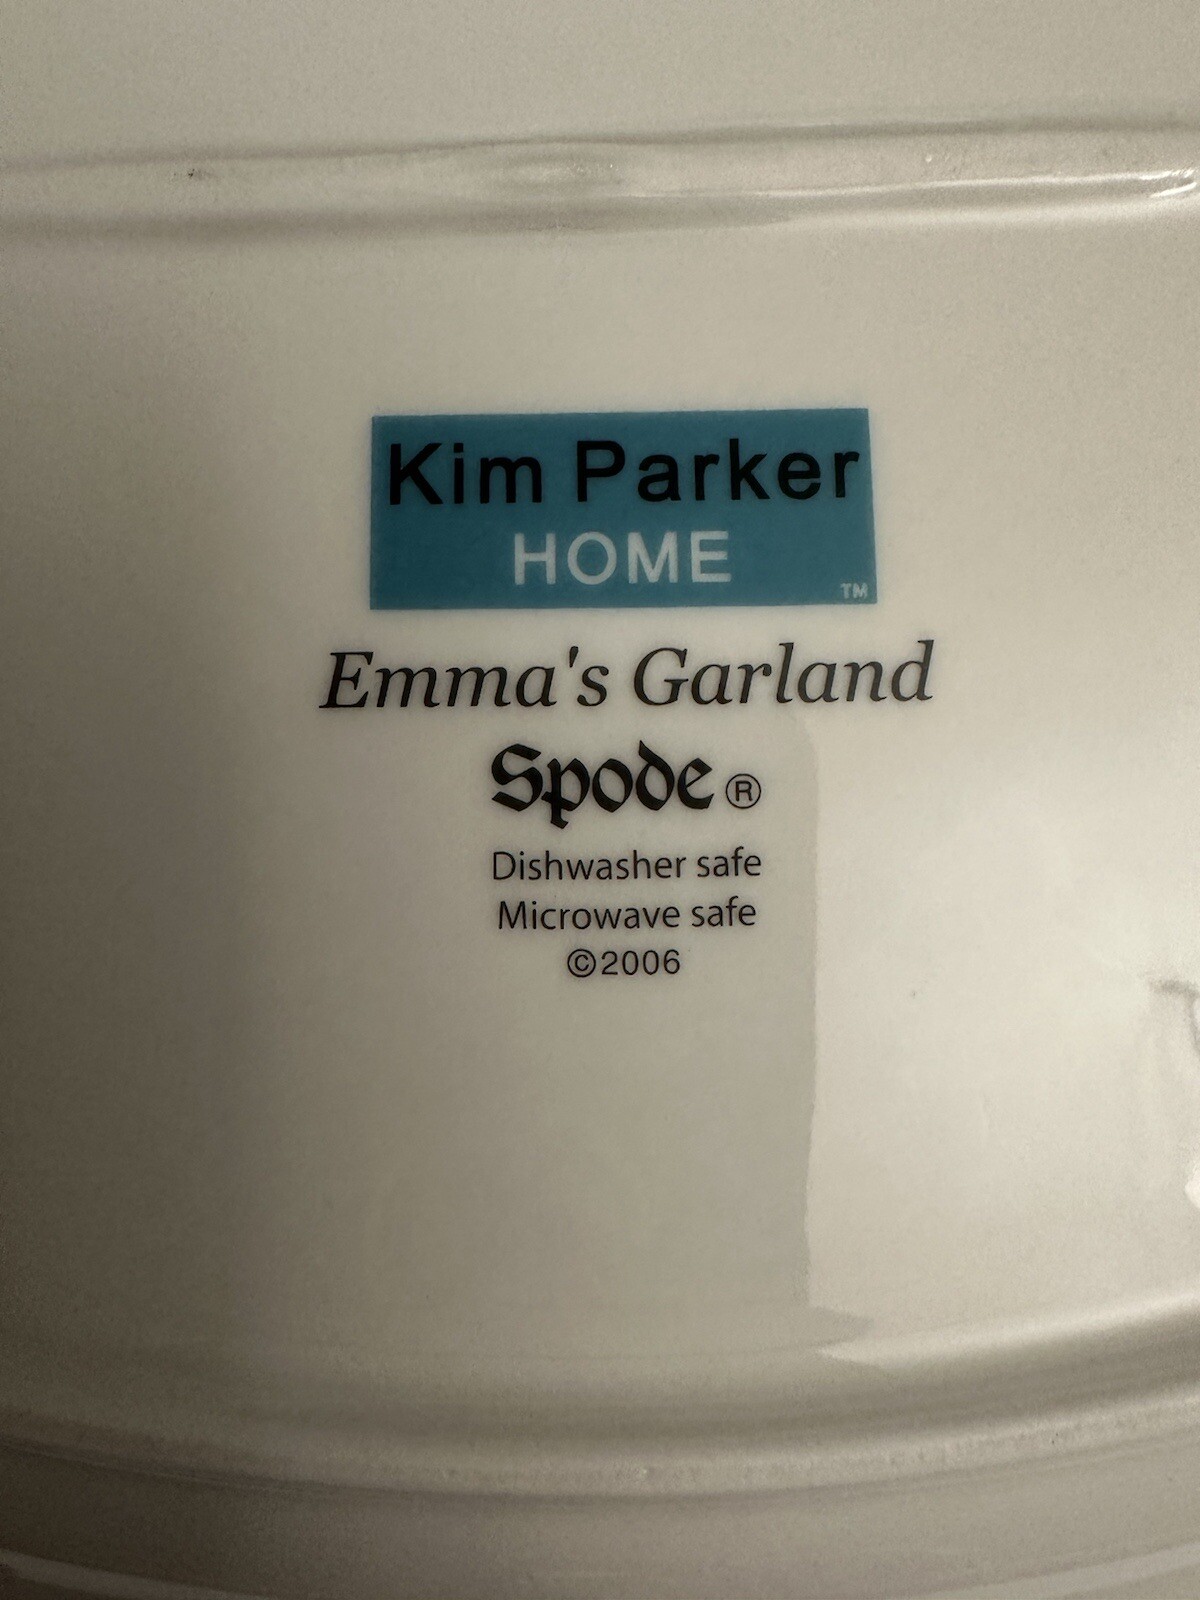 Kim Parker
HOME
TM
Emma's Garland
Spode ®
Dishwasher safe
Microwave safe
©2006